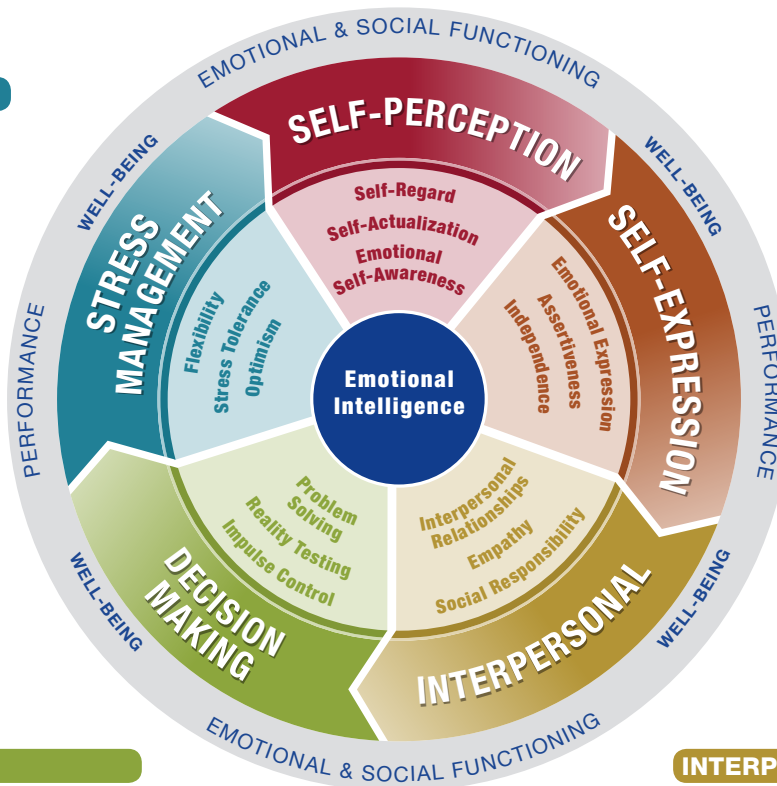 EMOTIONAL & SOCIAL FUNCTIONING
WELL-BEING
WELL-BEING
PERFORMANCE
PERFORMANCE
WELL-BEING
WELL-BEING
EMOTIONAL & SOCIAL FUNCTIONING
SELF-PERCEPTION
Self-Regard
Self-Actualization
Emotional
Self-Awareness
SELF-EXPRESSION
Emotional Expression
Assertiveness
Independence
INTERPERSONAL
Interpersonal
Relationships
Empathy
Social Responsibility
DECISION
MAKING
Problem
Solving
Reality Testing
Impulse Control
STRESS
MANAGEMENT
Flexibility
Stress Tolerance
Optimism
Emotional
Intelligence
INTERP